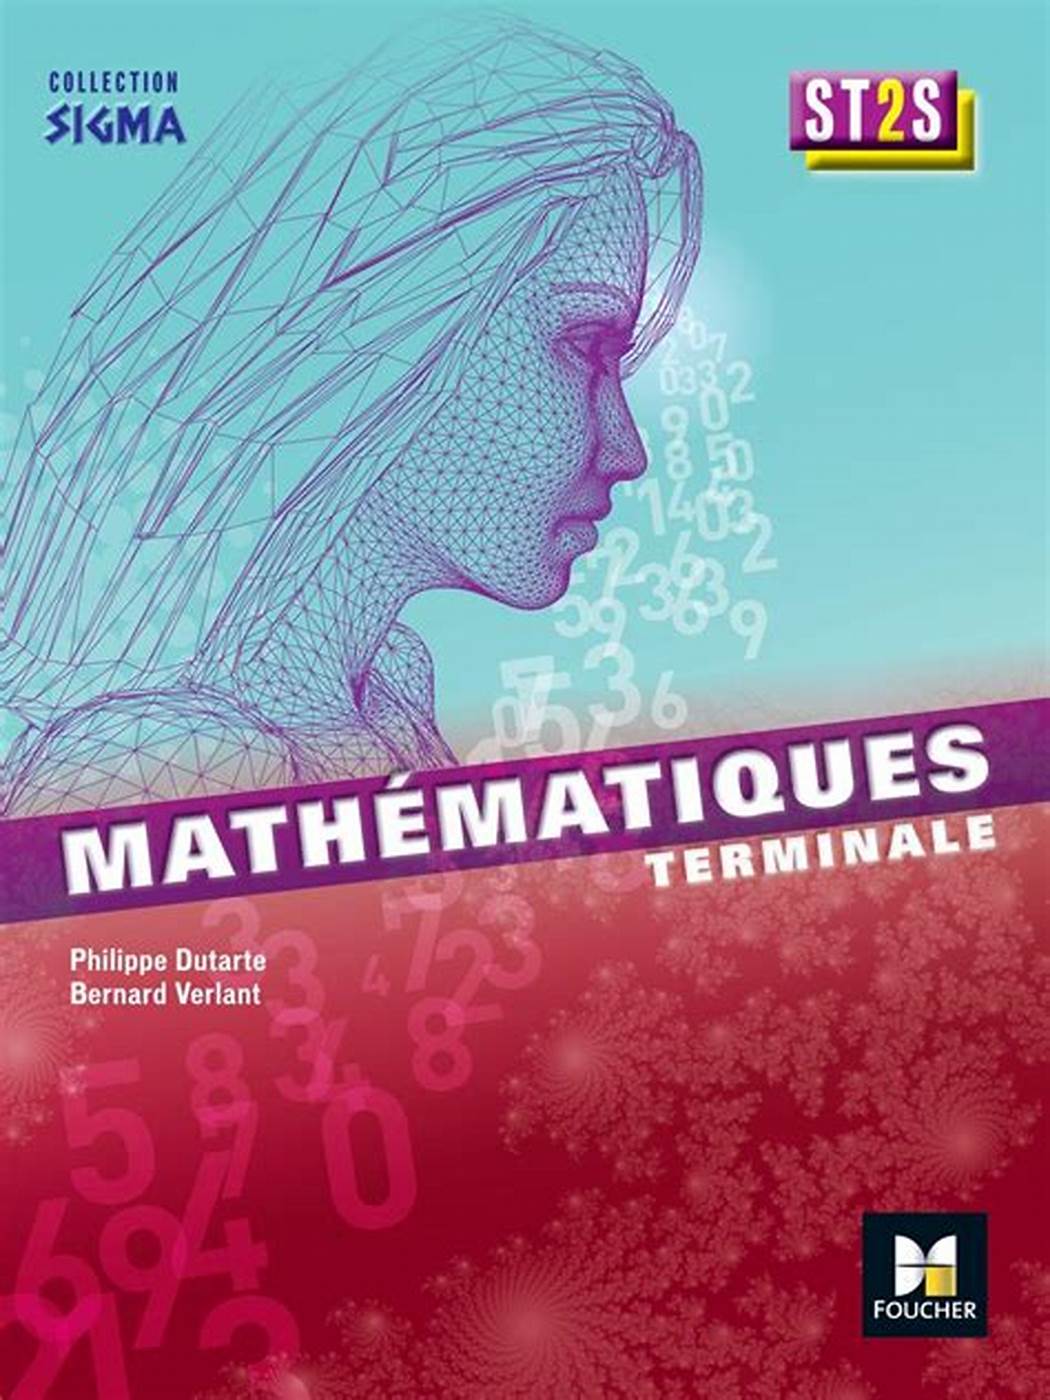 COLLECTION
SIGMA
ST2S
MATHÉMATIQUES
TERMINALE
Philippe Dutarte
Bernard Verlant
FOUCHER